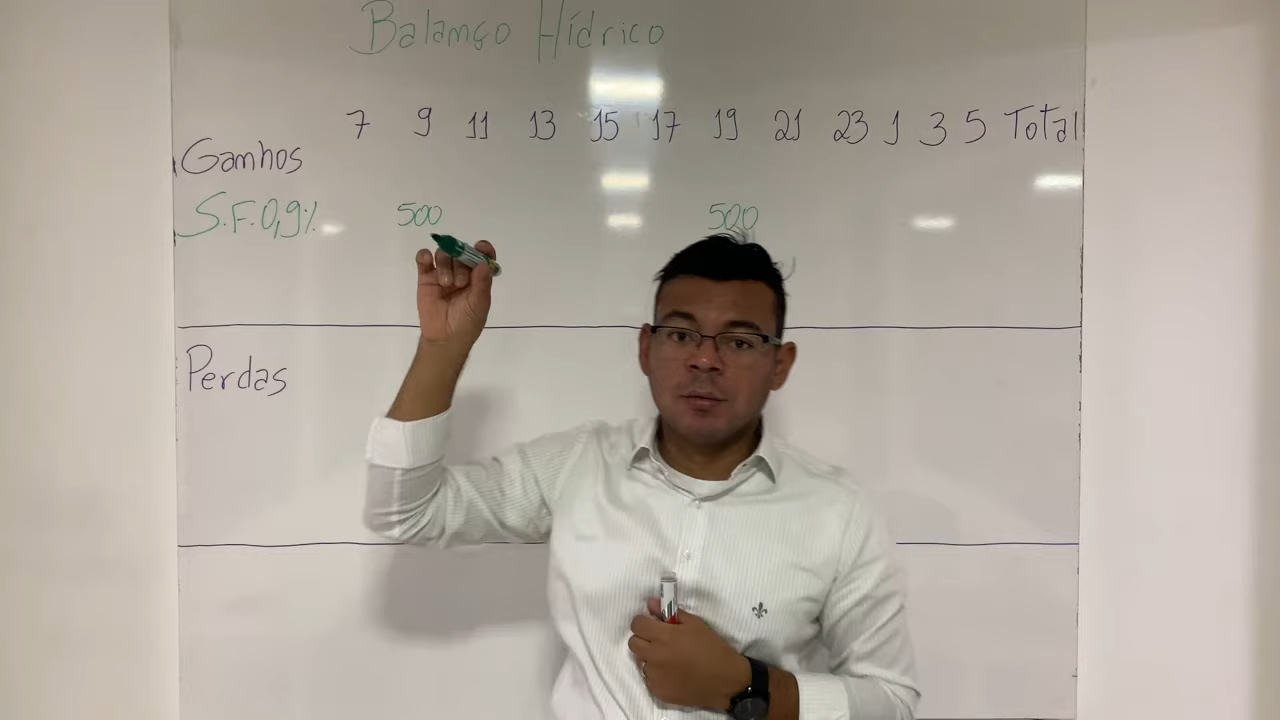 Balanço Hídrico
7 9 11 13 15 17 19 21 23 1 3 5 Total
Ganhos
S.F. 0,9% 500 500
Perdas